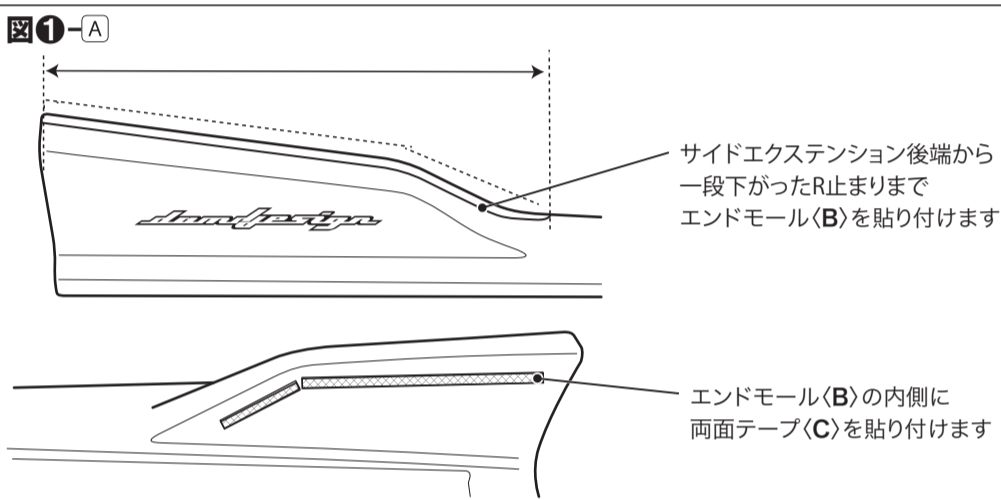 図❶-A
サイドエクステンション後端から
一段下がったR止まりまで
エンドモール〈B〉を貼り付けます
damdesign
エンドモール〈B〉の内側に
両面テープ〈C〉を貼り付けます